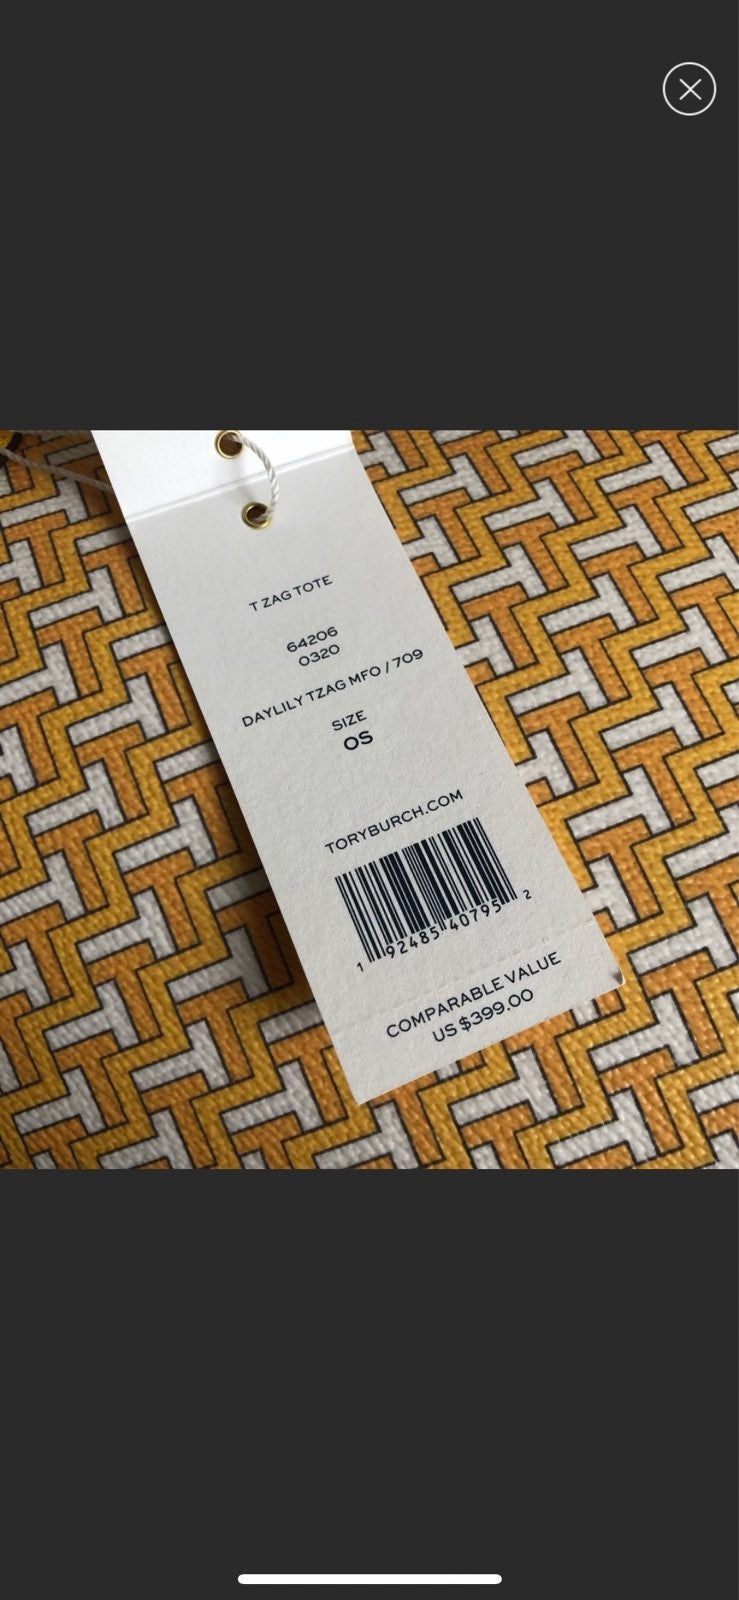 T ZAG TOTE
64206
0320
DAYLILY TZAG MFO / 709
SIZE
OS
TORYBURCH.COM
1 92485 40795 2
COMPARABLE VALUE
US $399.00